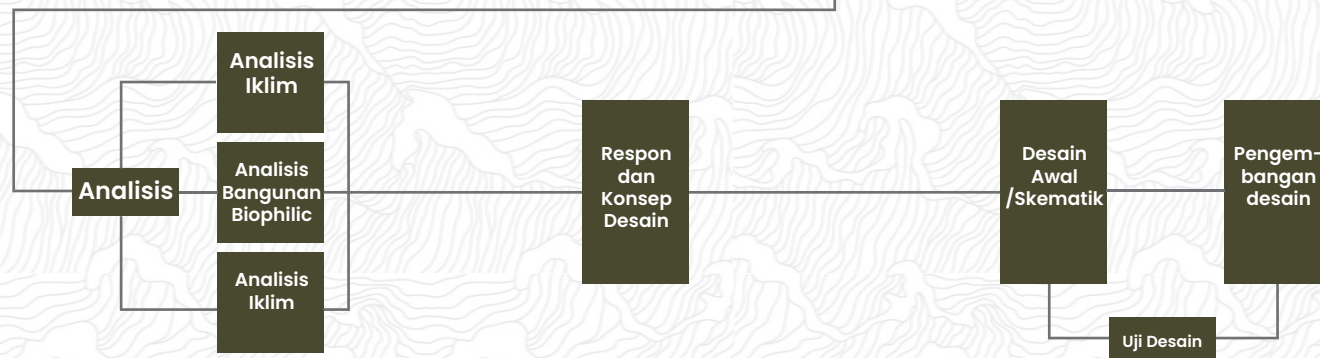 Analisis
Analisis
Iklim
Analisis
Bangunan
Biophilic
Analisis
Iklim
Respon
dan
Konsep
Desain
Desain
Awal
/Skematik
Pengem-
bangan
desain
Uji Desain